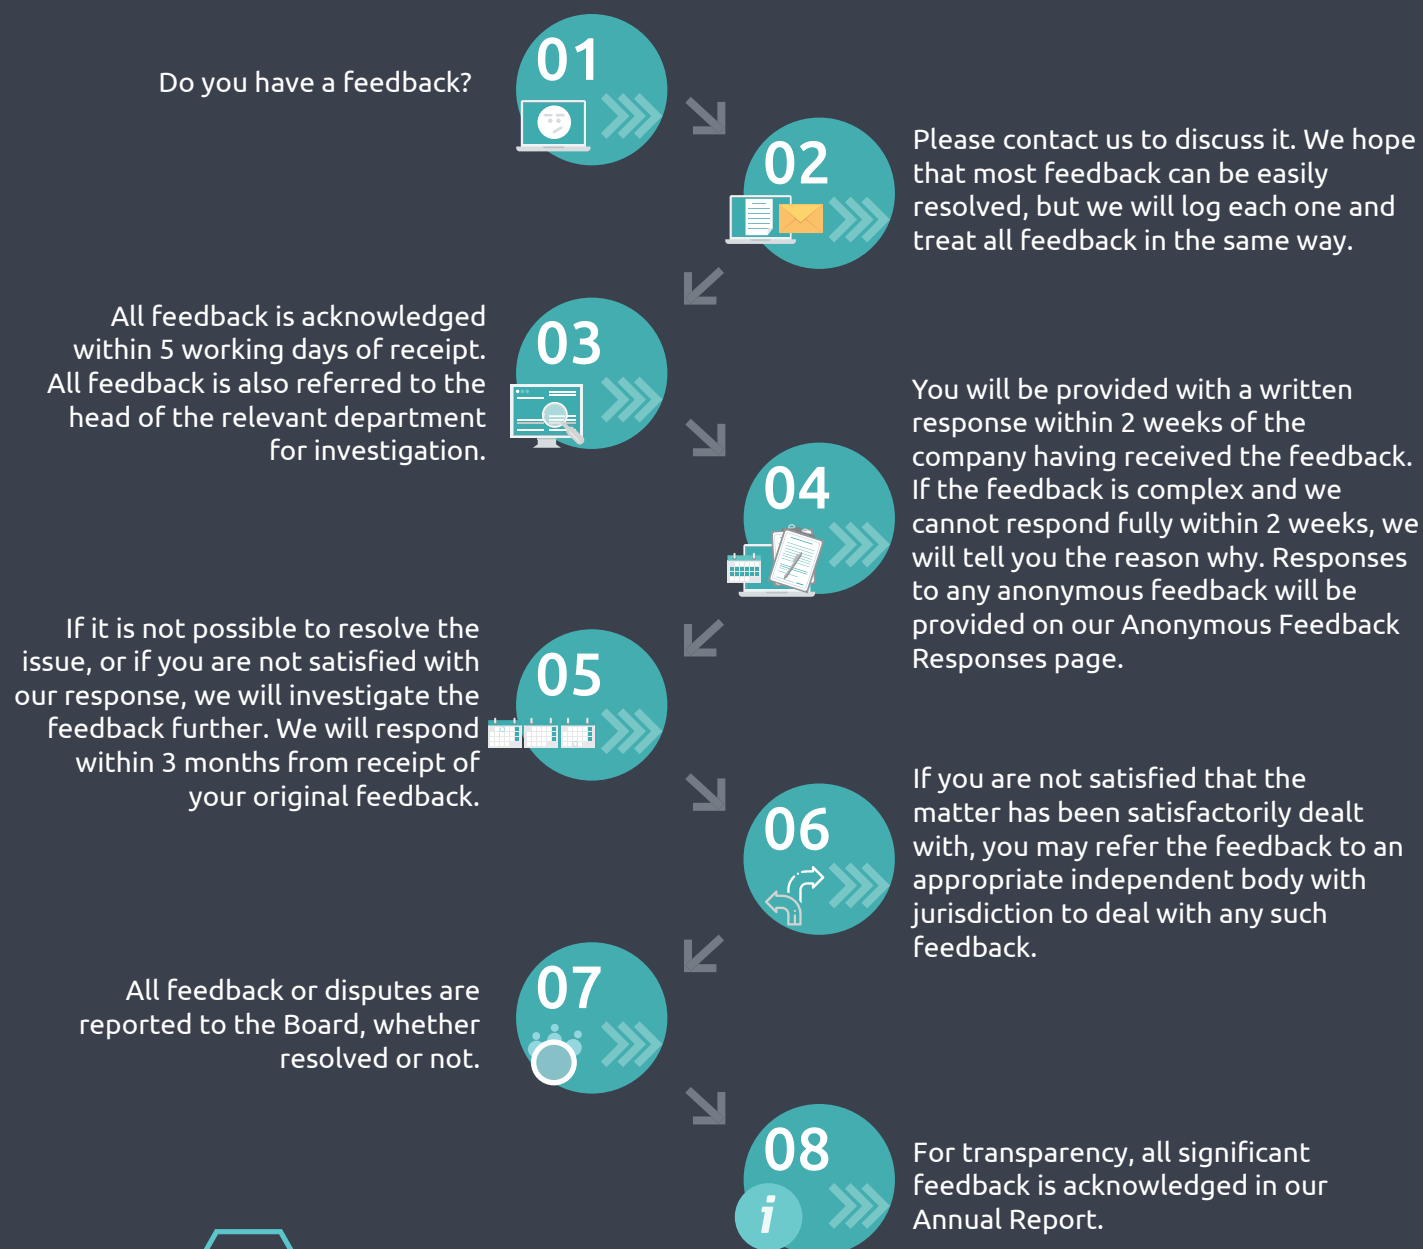 01
Do you have a feedback?
02
Please contact us to discuss it. We hope
that most feedback can be easily
resolved, but we will log each one and
treat all feedback in the same way.
03
All feedback is acknowledged
within 5 working days of receipt.
All feedback is also referred to the
head of the relevant department
for investigation.
04
You will be provided with a written
response within 2 weeks of the
company having received the feedback.
If the feedback is complex and we
cannot respond fully within 2 weeks, we
will tell you the reason why. Responses
to any anonymous feedback will be
provided on our Anonymous Feedback
Responses page.
05
If it is not possible to resolve the
issue, or if you are not satisfied with
our response, we will investigate the
feedback further. We will respond
within 3 months from receipt of
your original feedback.
06
If you are not satisfied that the
matter has been satisfactorily dealt
with, you may refer the feedback to an
appropriate independent body with
jurisdiction to deal with any such
feedback.
07
All feedback or disputes are
reported to the Board, whether
resolved or not.
08
i
For transparency, all significant
feedback is acknowledged in our
Annual Report.